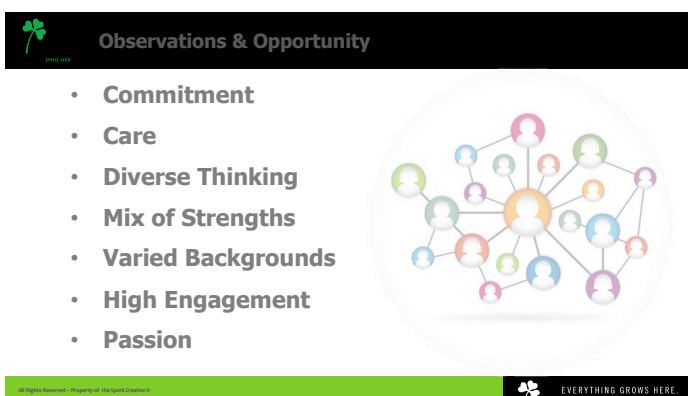 OHIO, USA
Observations & Opportunity
• Commitment
• Care
• Diverse Thinking
• Mix of Strengths
• Varied Backgrounds
• High Engagement
• Passion
All Rights Reserved – Property of the Spark Creative ©
EVERYTHING GROWS HERE.